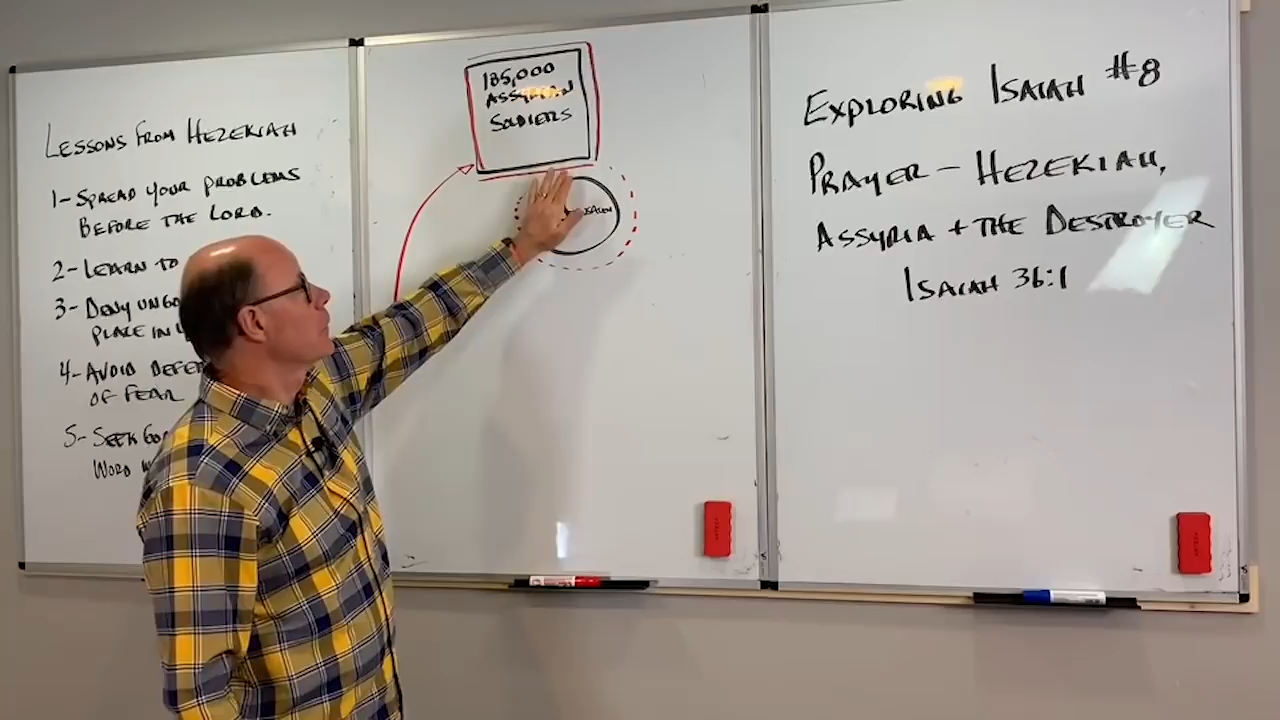 LESSONS FROM HEZEKIAH
1- SPREAD YOUR PROBLEMS
BEFORE THE LORD.
2- LEARN TO
3- DENY
PLACE IN
4- AVOID
OF FEAR
5- SEEK
WORD
185,000
ASSYRIAN
SOLDIERS
EXPLORING ISAIAH #8
PRAYER - HEZEKIAH,
ASSYRIA + THE DESTROYER
ISAIAH 36:1